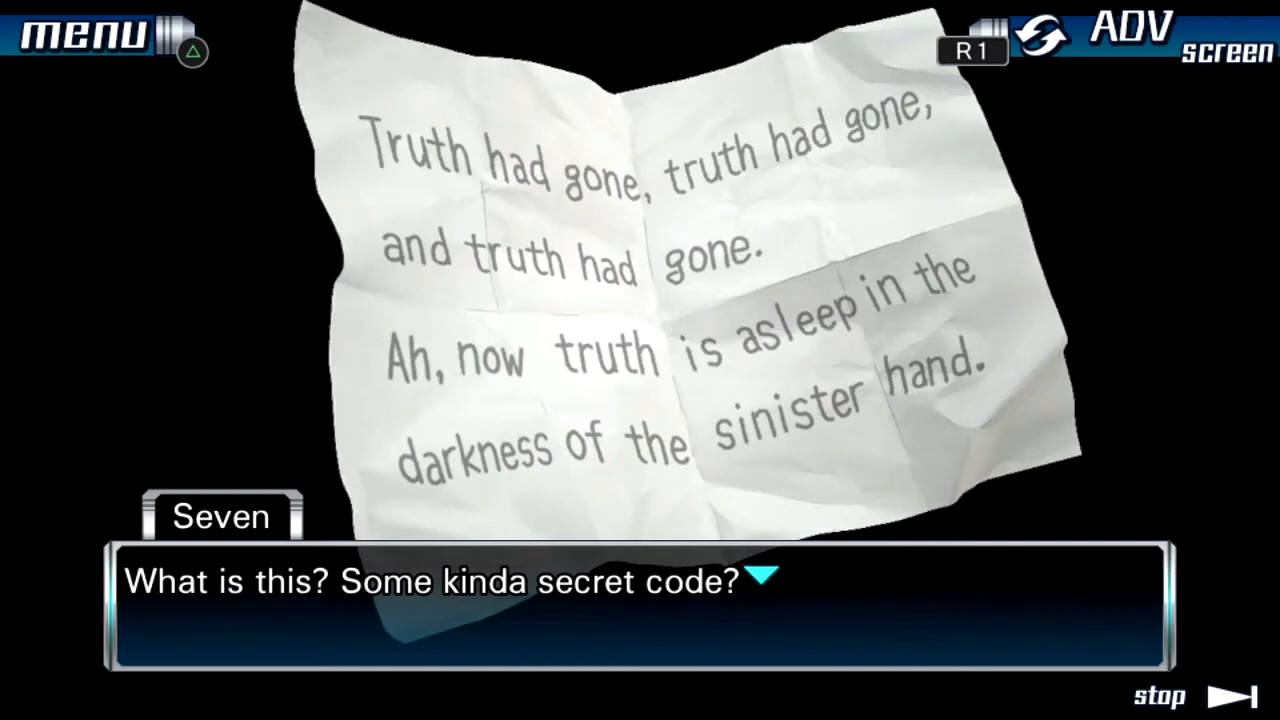 menu
R1
ADV
screen
Truth had gone, truth had gone,
and truth had gone.
Ah, now truth is asleep in the
darkness of the sinister hand.
Seven
What is this? Some kinda secret code?
stop